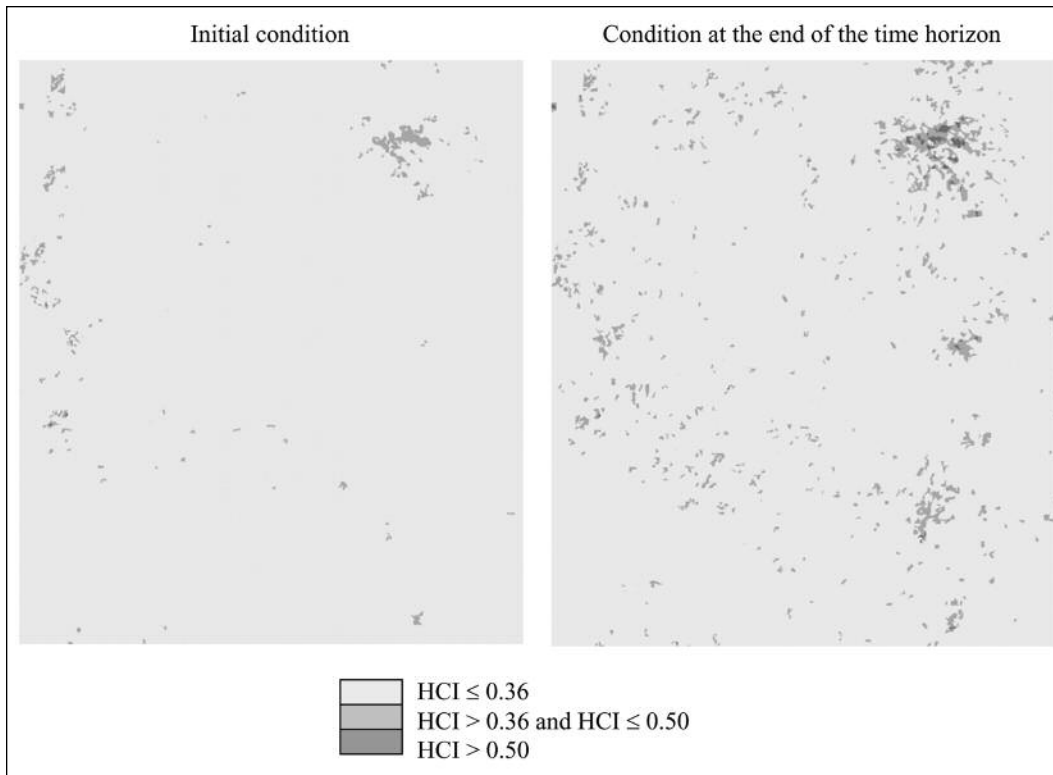 Initial condition
Condition at the end of the time horizon
HCI ≤ 0.36
HCI > 0.36 and HCI ≤ 0.50
HCI > 0.50